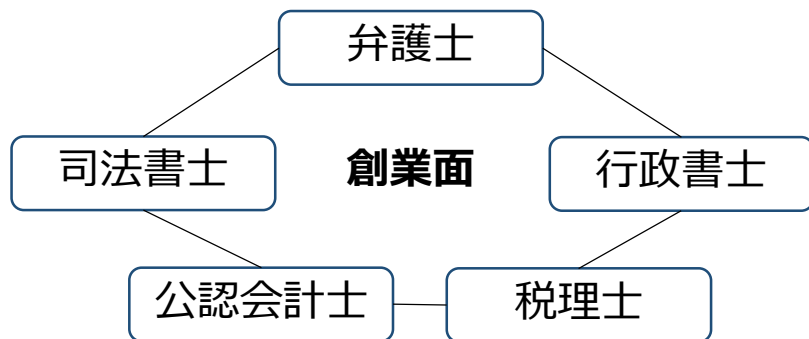 弁護士
司法書士
創業面
行政書士
公認会計士
税理士